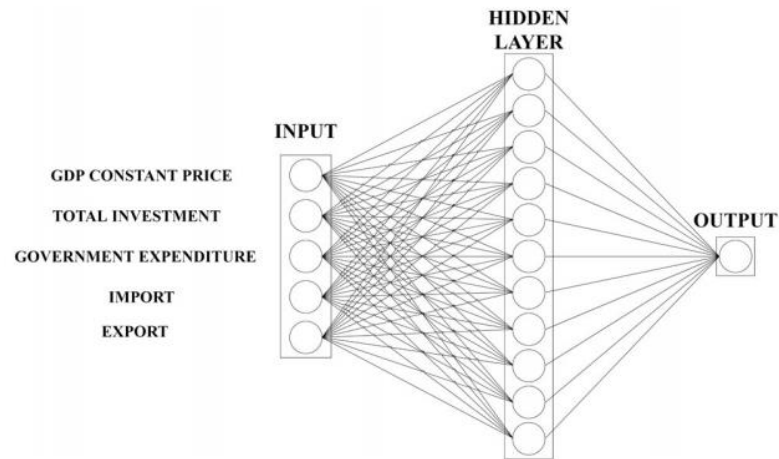 HIDDEN
LAYER
INPUT
GDP CONSTANT PRICE
TOTAL INVESTMENT
GOVERNMENT EXPENDITURE
IMPORT
EXPORT
OUTPUT